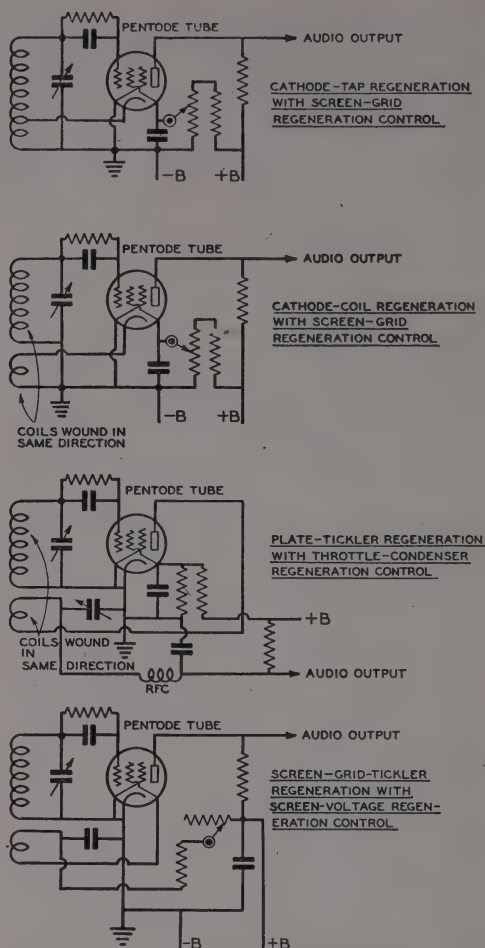 PENTODE TUBE
AUDIO OUTPUT
CATHODE-TAP REGENERATION
WITH SCREEN-GRID
REGENERATION CONTROL
-B
+B
PENTODE TUBE
AUDIO OUTPUT
CATHODE-COIL REGENERATION
WITH SCREEN-GRID
REGENERATION CONTROL
-B
+B
COILS WOUND IN
SAME DIRECTION
PENTODE TUBE
PLATE-TICKLER REGENERATION
WITH THROTTLE-CONDENSER
REGENERATION CONTROL
+B
COILS WOUND
IN
SAME DIRECTION
AUDIO OUTPUT
RFC
PENTODE TUBE
AUDIO OUTPUT
SCREEN-GRID-TICKLER
REGENERATION WITH
SCREEN-VOLTAGE REGEN-
ERATION CONTROL
-B
+B